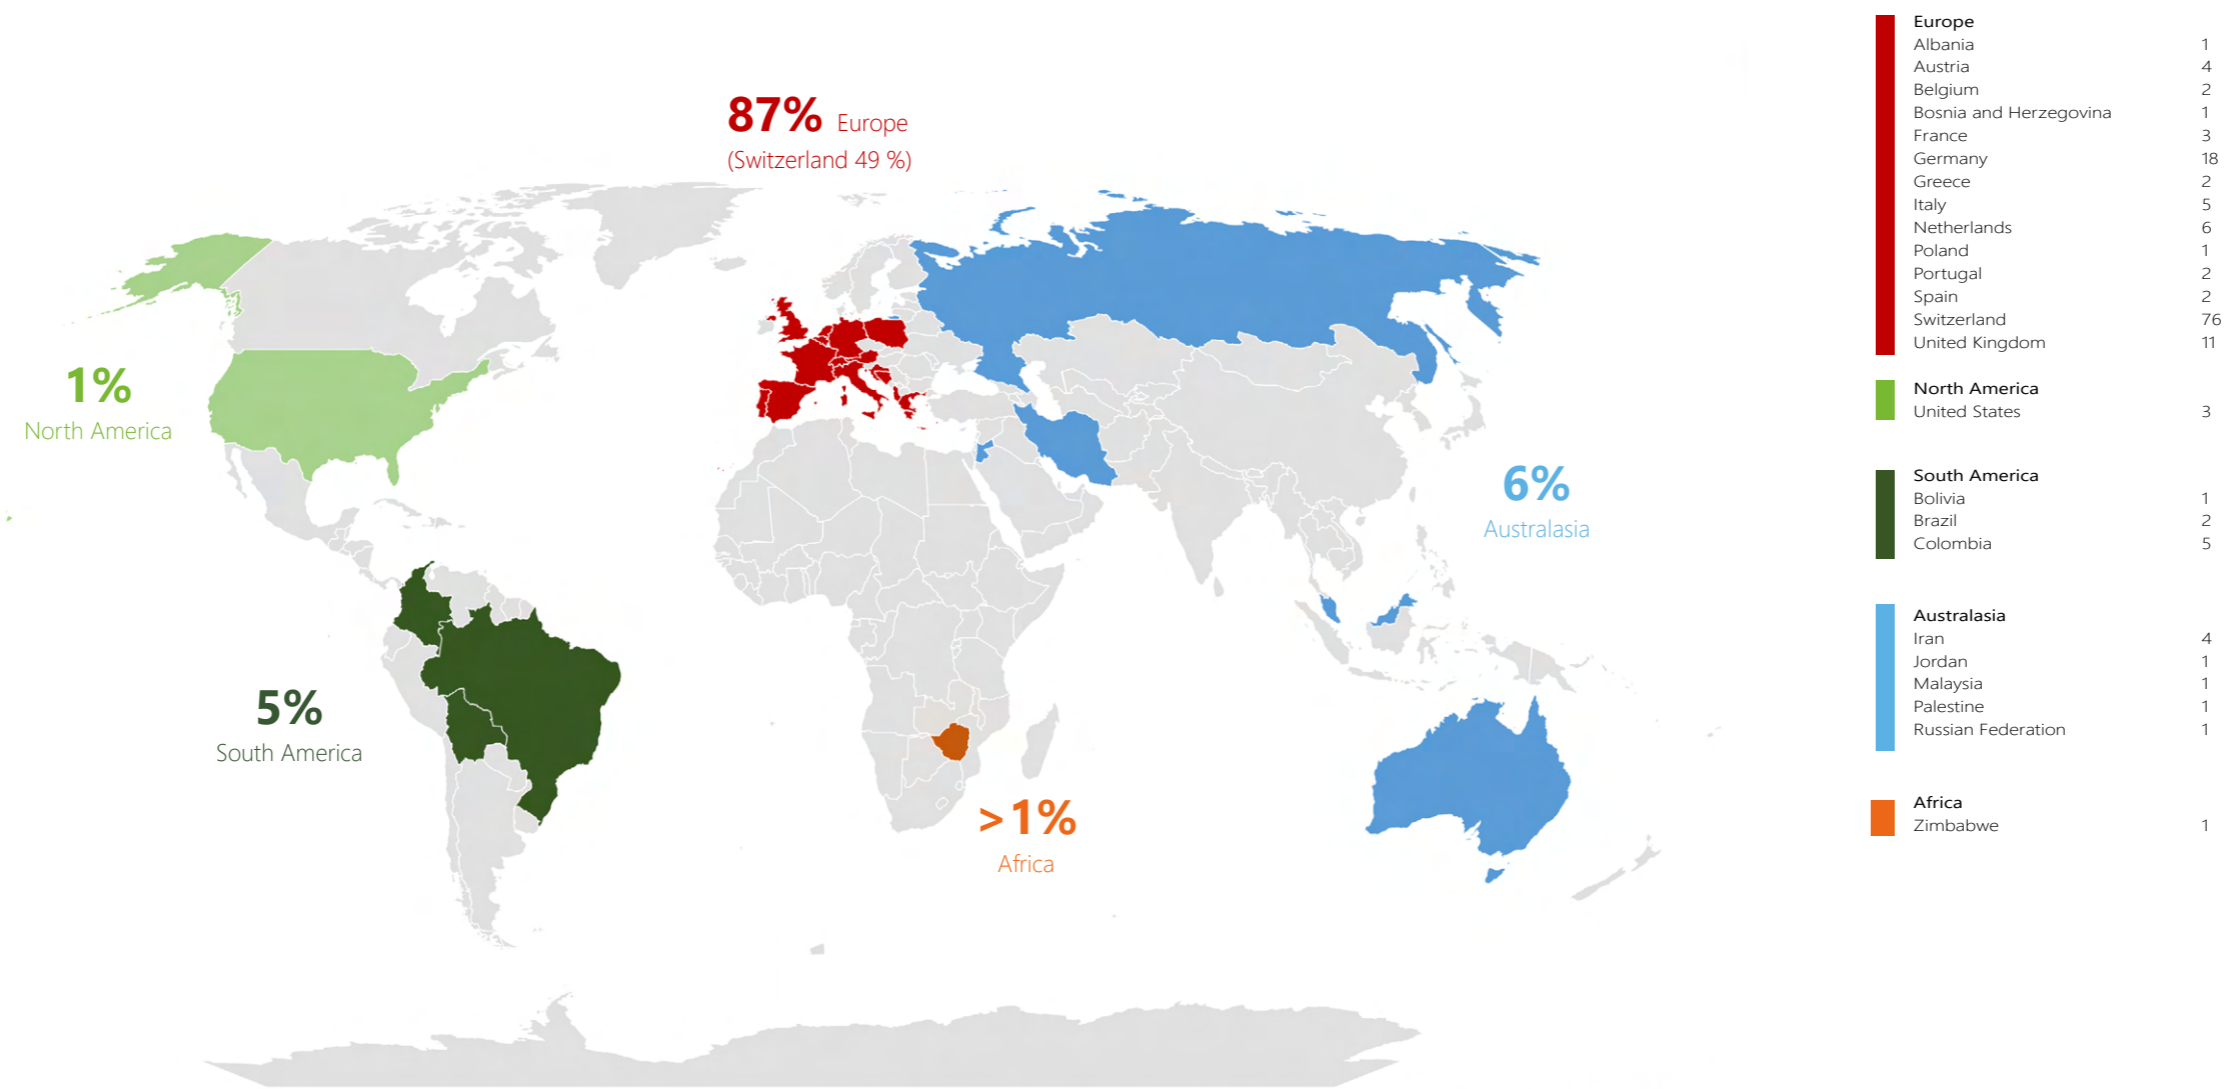 87% Europe
(Switzerland 49 %)
1%
North America
5%
South America
>1%
Africa
6%
Australasia
Europe
Albania 1
Austria 4
Belgium 2
Bosnia and Herzegovina 1
France 3
Germany 18
Greece 2
Italy 5
Netherlands 6
Poland 1
Portugal 2
Spain 2
Switzerland 76
United Kingdom 11
North America
United States 3
South America
Bolivia 1
Brazil 2
Colombia 5
Australasia
Iran 4
Jordan 1
Malaysia 1
Palestine 1
Russian Federation 1
Africa
Zimbabwe 1